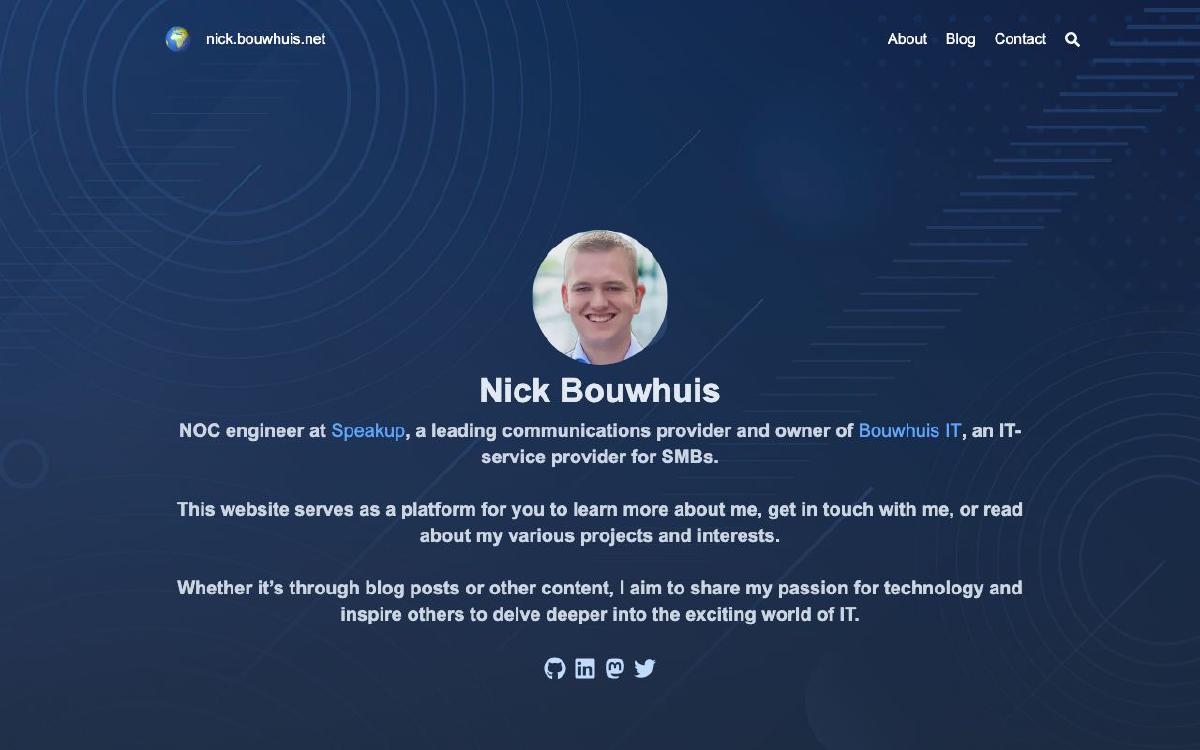 nick.bouwhuis.net
About Blog Contact
Nick Bouwhuis
NOC engineer at Speakup, a leading communications provider and owner of Bouwhuis IT, an IT-
service provider for SMBs.
This website serves as a platform for you to learn more about me, get in touch with me, or read
about my various projects and interests.
Whether it’s through blog posts or other content, I aim to share my passion for technology and
inspire others to delve deeper into the exciting world of IT.